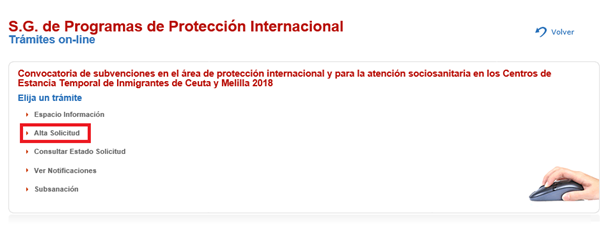 S.G. de Programas de Protección Internacional
Trámites on-line
Volver
Convocatoria de subvenciones en el área de protección internacional y para la atención sociosanitaria en los Centros de
Estancia Temporal de Inmigrantes de Ceuta y Melilla 2018
Elija un trámite
Espacio Información
Alta Solicitud
Consultar Estado Solicitud
Ver Notificaciones
Subsanación